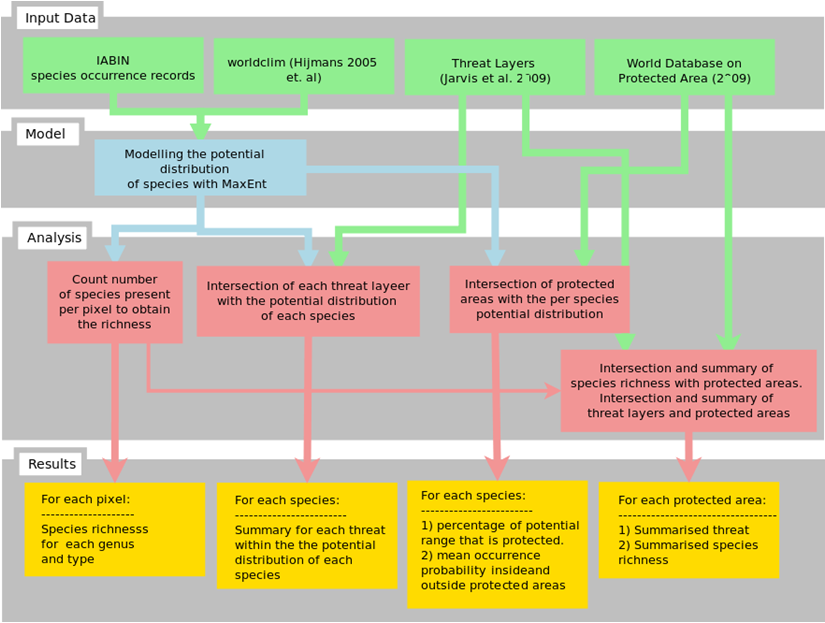 Input Data
IABIN
species occurrence records
worldclim (Hijmans 2005
et. al)
Threat Layers
(Jarvis et al. 2009)
World Database on
Protected Area (2009)
Model
Modelling the potential
distribution
of species with MaxEnt
Analysis
Count number
of species present
per pixel to obtain
the richness
Intersection of each threat layeer
with the potential distribution
of each species
Intersection of protected
areas with the per species
potential distribution
Intersection and summary of
species richness with protected areas.
Intersection and summary of
threat layers and protected areas
Results
For each pixel:
--------------------
Species richnesss
for each genus
and type
For each species:
------------------------
Summary for each threat
within the the potential
distribution of each
species
For each species:
------------------------
1) percentage of potential
range that is protected.
2) mean occurrence
probability insideand
outside protected areas
For each protected area:
----------------------------------
1) Summarised threat
2) Summarised species
richness